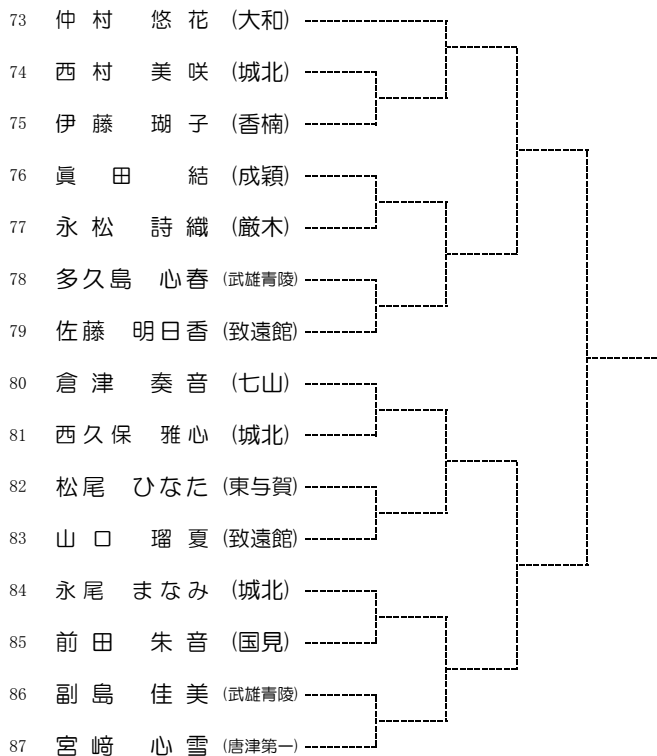 73 仲村 悠花 (大和)
74 西村 美咲 (城北)
75 伊藤 瑚子 (香楠)
76 眞田 結 (成穎)
77 永松 詩織 (厳木)
78 多久島 心春 (武雄青陵)
79 佐藤 明日香 (致遠館)
80 倉津 奏音 (七山)
81 西久保 雅心 (城北)
82 松尾 ひなた (東与賀)
83 山口 瑠夏 (致遠館)
84 永尾 まなみ (城北)
85 前田 朱音 (国見)
86 副島 佳美 (武雄青陵)
87 宮﨑 心雪 (唐津第一)